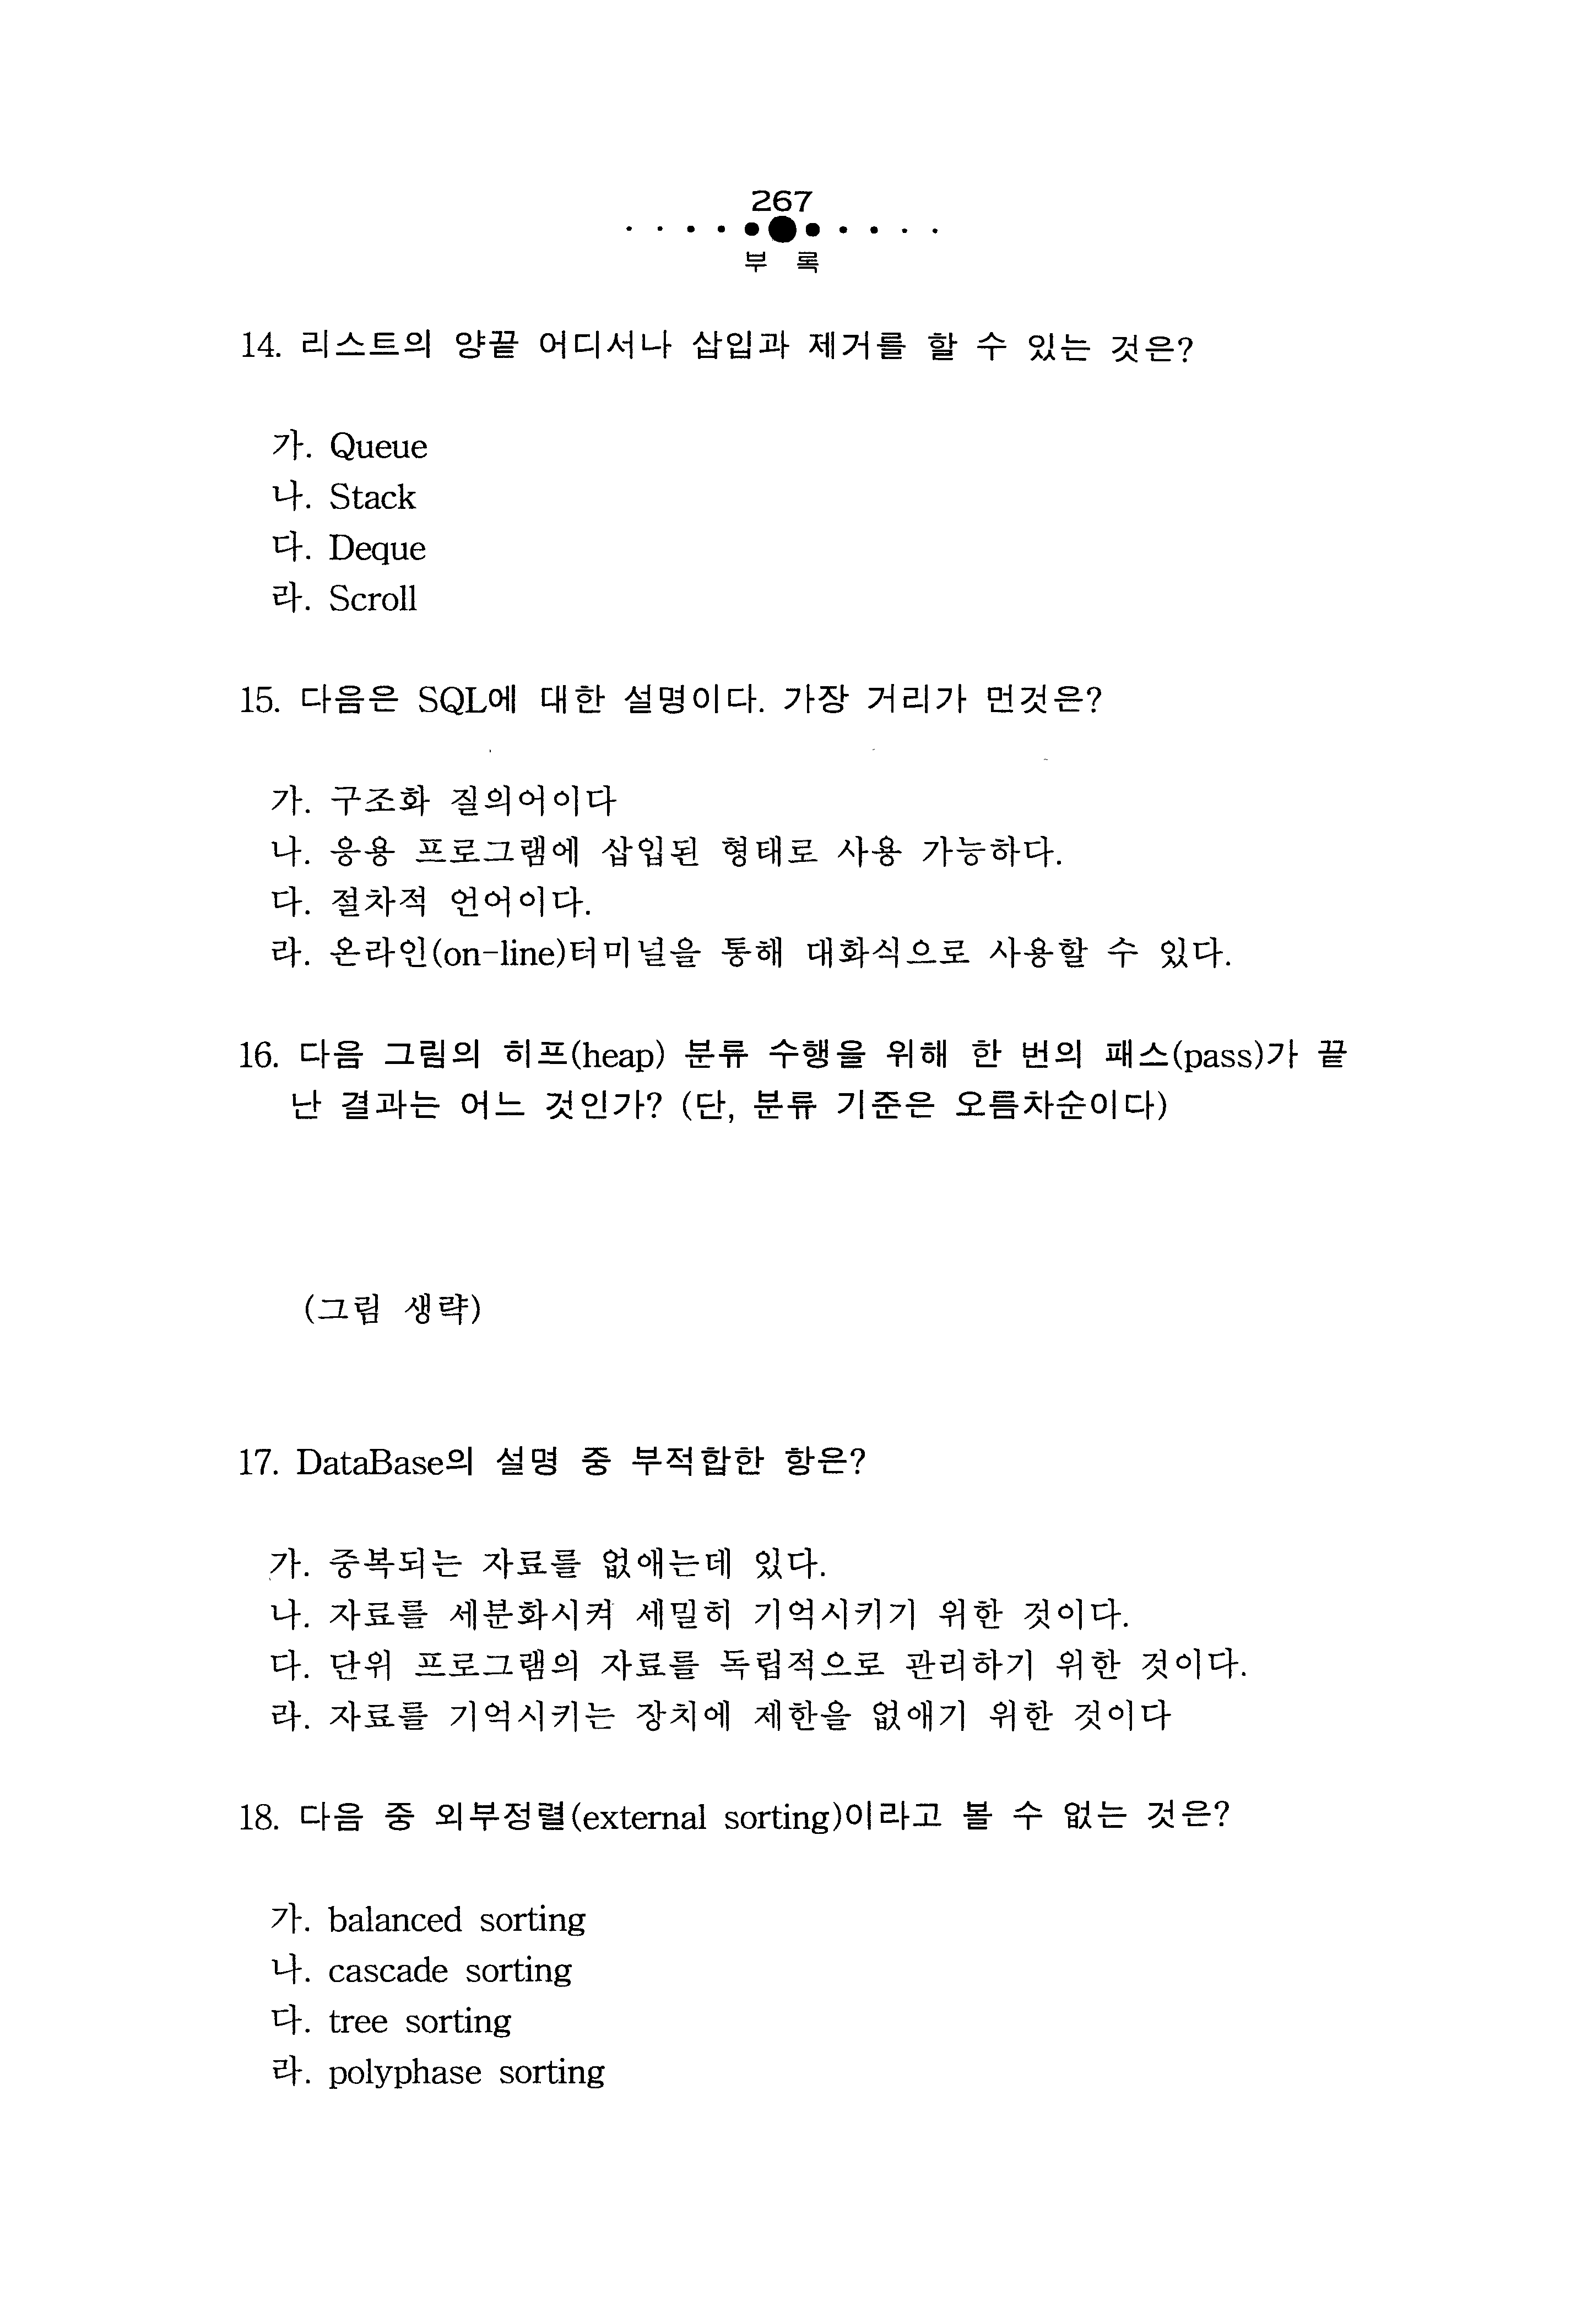 267
부 록
14. 리스트의 양끝 어디서나 삽입과 제거를 할 수 있는 것은?
가. Queue
나. Stack
다. Deque
라. Scroll
15. 다음은 SQL에 대한 설명이다. 가장 거리가 먼것은?
가. 구조화 질의어이다
나. 응용 프로그램에 삽입된 형태로 사용 가능하다.
다. 절차적 언어이다.
라. 온라인(on-line)터미널을 통해 대화식으로 사용할 수 있다.
16. 다음 그림의 히프(heap) 분류 수행을 위해 한 번의 패스(pass)가 끝
난 결과는 어느 것인가? (단, 분류 기준은 오름차순이다)
(그림 생략)
17. DataBase의 설명 중 부적합한 항은?
가. 중복되는 자료를 없애는데 있다.
나. 자료를 세분화시켜 세밀히 기억시키기 위한 것이다.
다. 단위 프로그램의 자료를 독립적으로 관리하기 위한 것이다.
라. 자료를 기억시키는 장치에 제한을 없애기 위한 것이다
18. 다음 중 외부정렬(external sorting)이라고 볼 수 없는 것은?
가. balanced sorting
나. cascade sorting
다. tree sorting
라. polyphase sorting